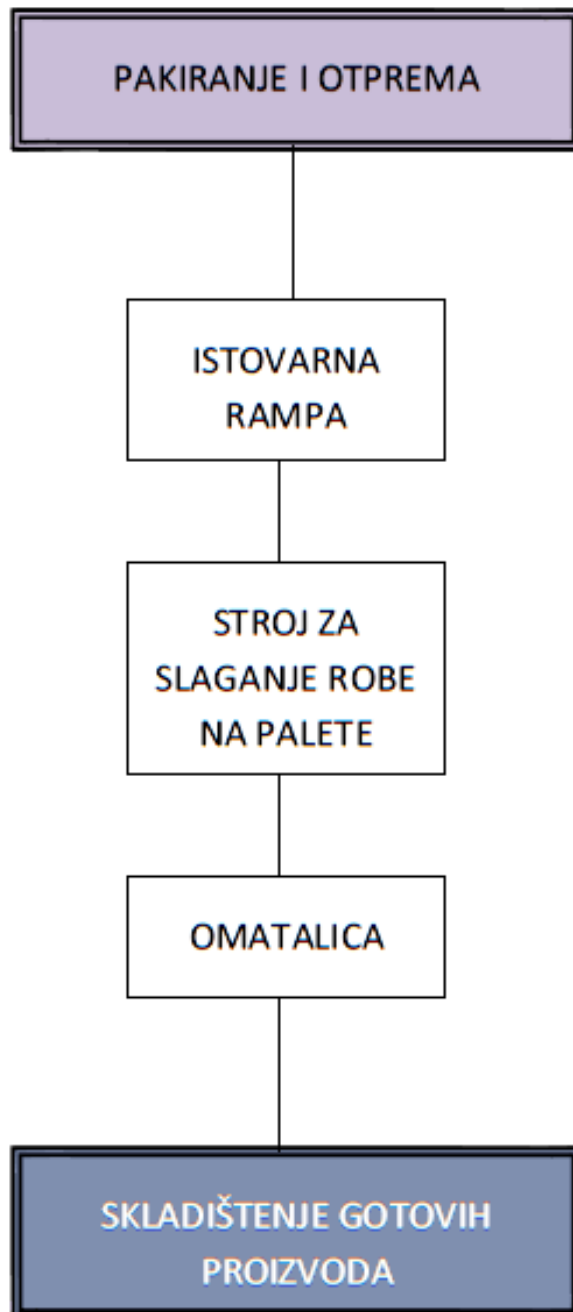 PAKIRANJE I OTPREMA
ISTOVARNA
RAMPA
STROJ ZA
SLAGANJE ROBE
NA PALETE
OMATALICA
SKLADIŠTENJE GOTOVIH
PROIZVODA